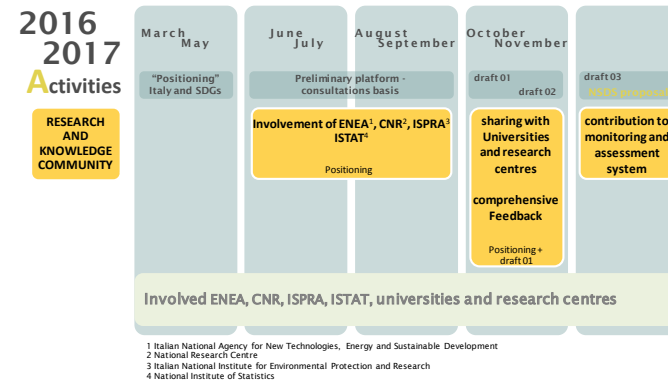 2016
2017
Activities
March
May
June
July
August
September
October
November
"Positioning"
Italy and SDGs
Preliminary platform -
consultations basis
draft 01
draft 02
draft 03
NSDS proposal
RESEARCH
AND
KNOWLEDGE
COMMUNITY
Involvement of ENEA1, CNR2, ISPRA3
ISTAT4
Positioning
sharing with
Universities
and research
centres
comprehensive
Feedback
Positioning +
draft 01
contribution to
monitoring and
assessment
system
Involved ENEA, CNR, ISPRA, ISTAT, universities and research centres
1 Italian National Agency for New Technologies, Energy and Sustainable Development
2 National Research Centre
3 Italian National Institute for Environmental Protection and Research
4 National Institute of Statistics